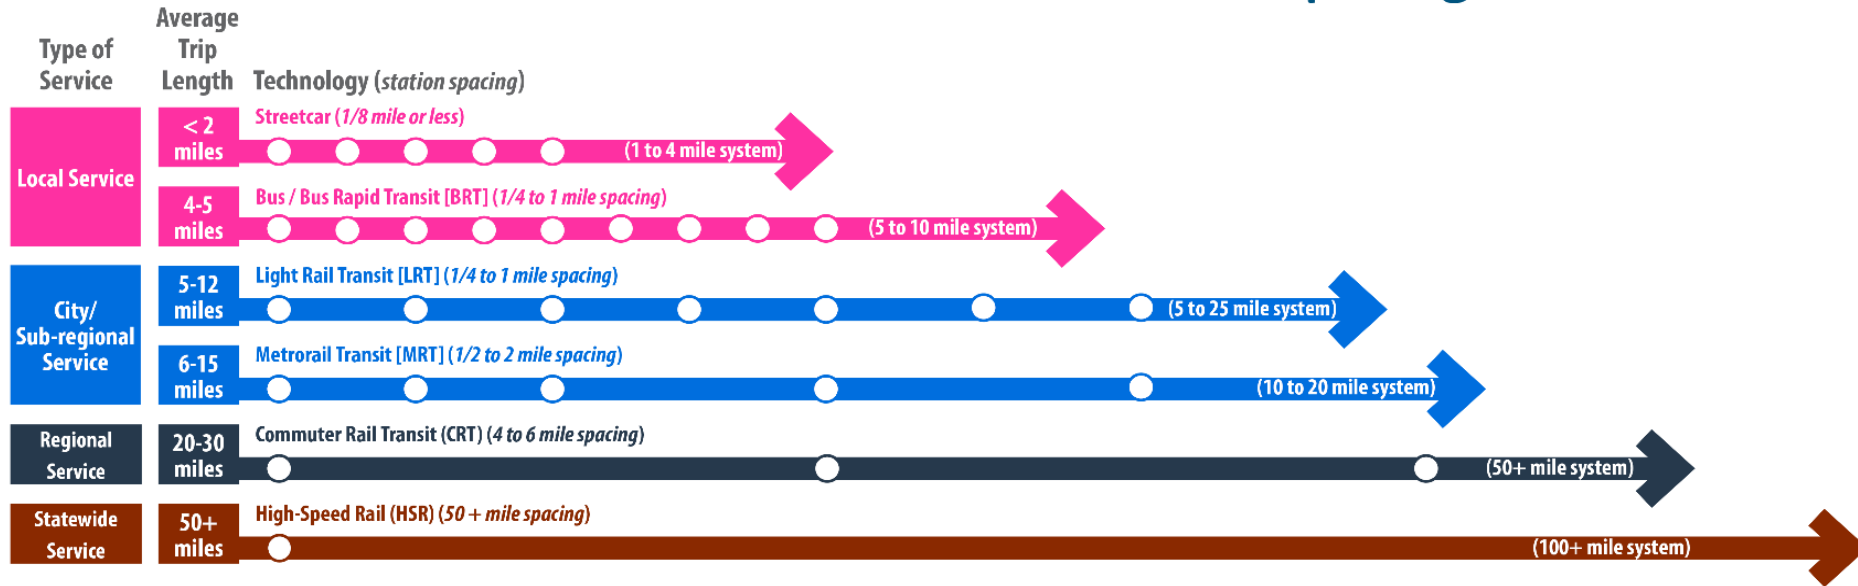 Type of
Service
Average
Trip
Length
Technology (station spacing)
Local Service
< 2
miles
Streetcar (1/8 mile or less)
(1 to 4 mile system)
4-5
miles
Bus / Bus Rapid Transit [BRT] (1/4 to 1 mile spacing)
(5 to 10 mile system)
City/
Sub-regional
Service
5-12
miles
Light Rail Transit [LRT] (1/4 to 1 mile spacing)
(5 to 25 mile system)
6-15
miles
Metrorail Transit [MRT] (1/2 to 2 mile spacing)
(10 to 20 mile system)
Regional
Service
20-30
miles
Commuter Rail Transit (CRT) (4 to 6 mile spacing)
(50+ mile system)
Statewide
Service
50+
miles
High-Speed Rail (HSR) (50 + mile spacing)
(100+ mile system)